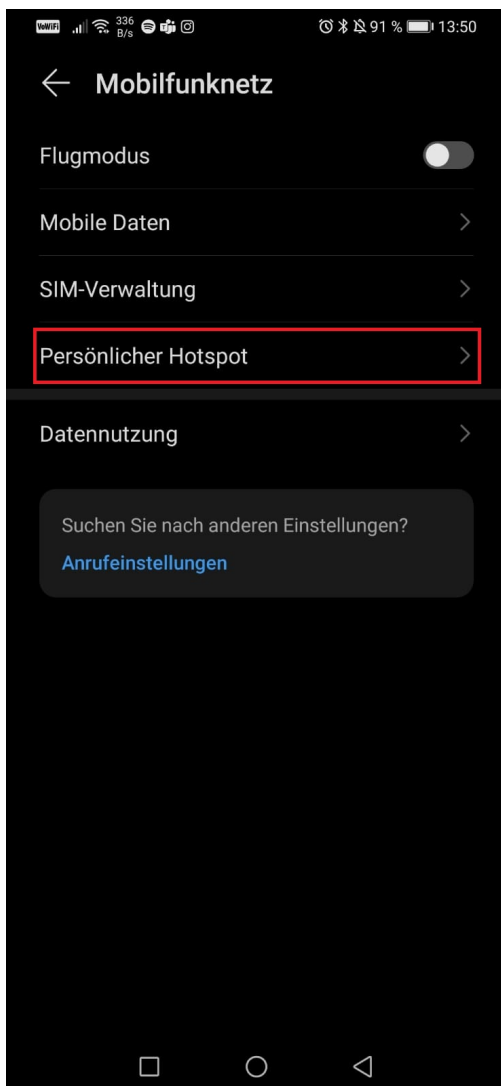 VoWiFi 336 B/s 91 % 13:50
Mobilfunknetz
Flugmodus
Mobile Daten
SIM-Verwaltung
Persönlicher Hotspot
Datennutzung
Suchen Sie nach anderen Einstellungen?
Anrufeinstellungen